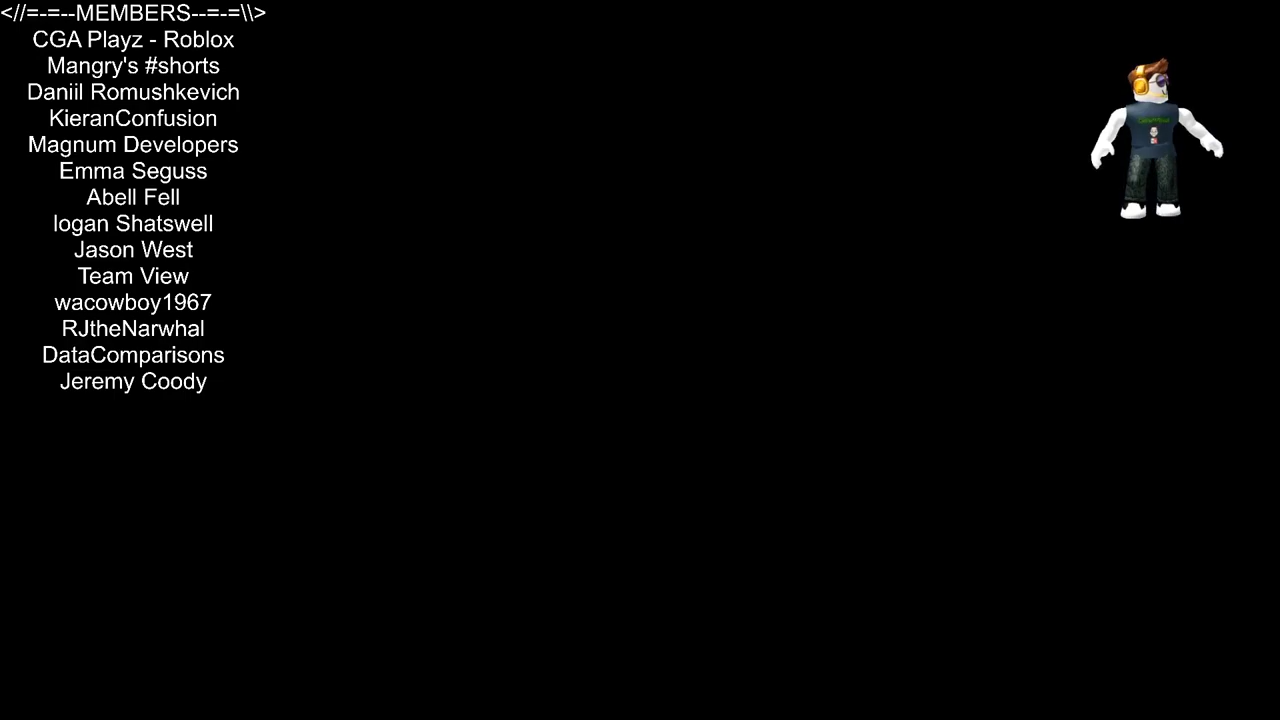 <//=-=--MEMBERS--=-=\\>
CGA Playz - Roblox
Mangry's #shorts
Daniil Romushkevich
KieranConfusion
Magnum Developers
Emma Seguss
Abell Fell
logan Shatswell
Jason West
Team View
wacowboy1967
RJtheNarwhal
DataComparisons
Jeremy Coody